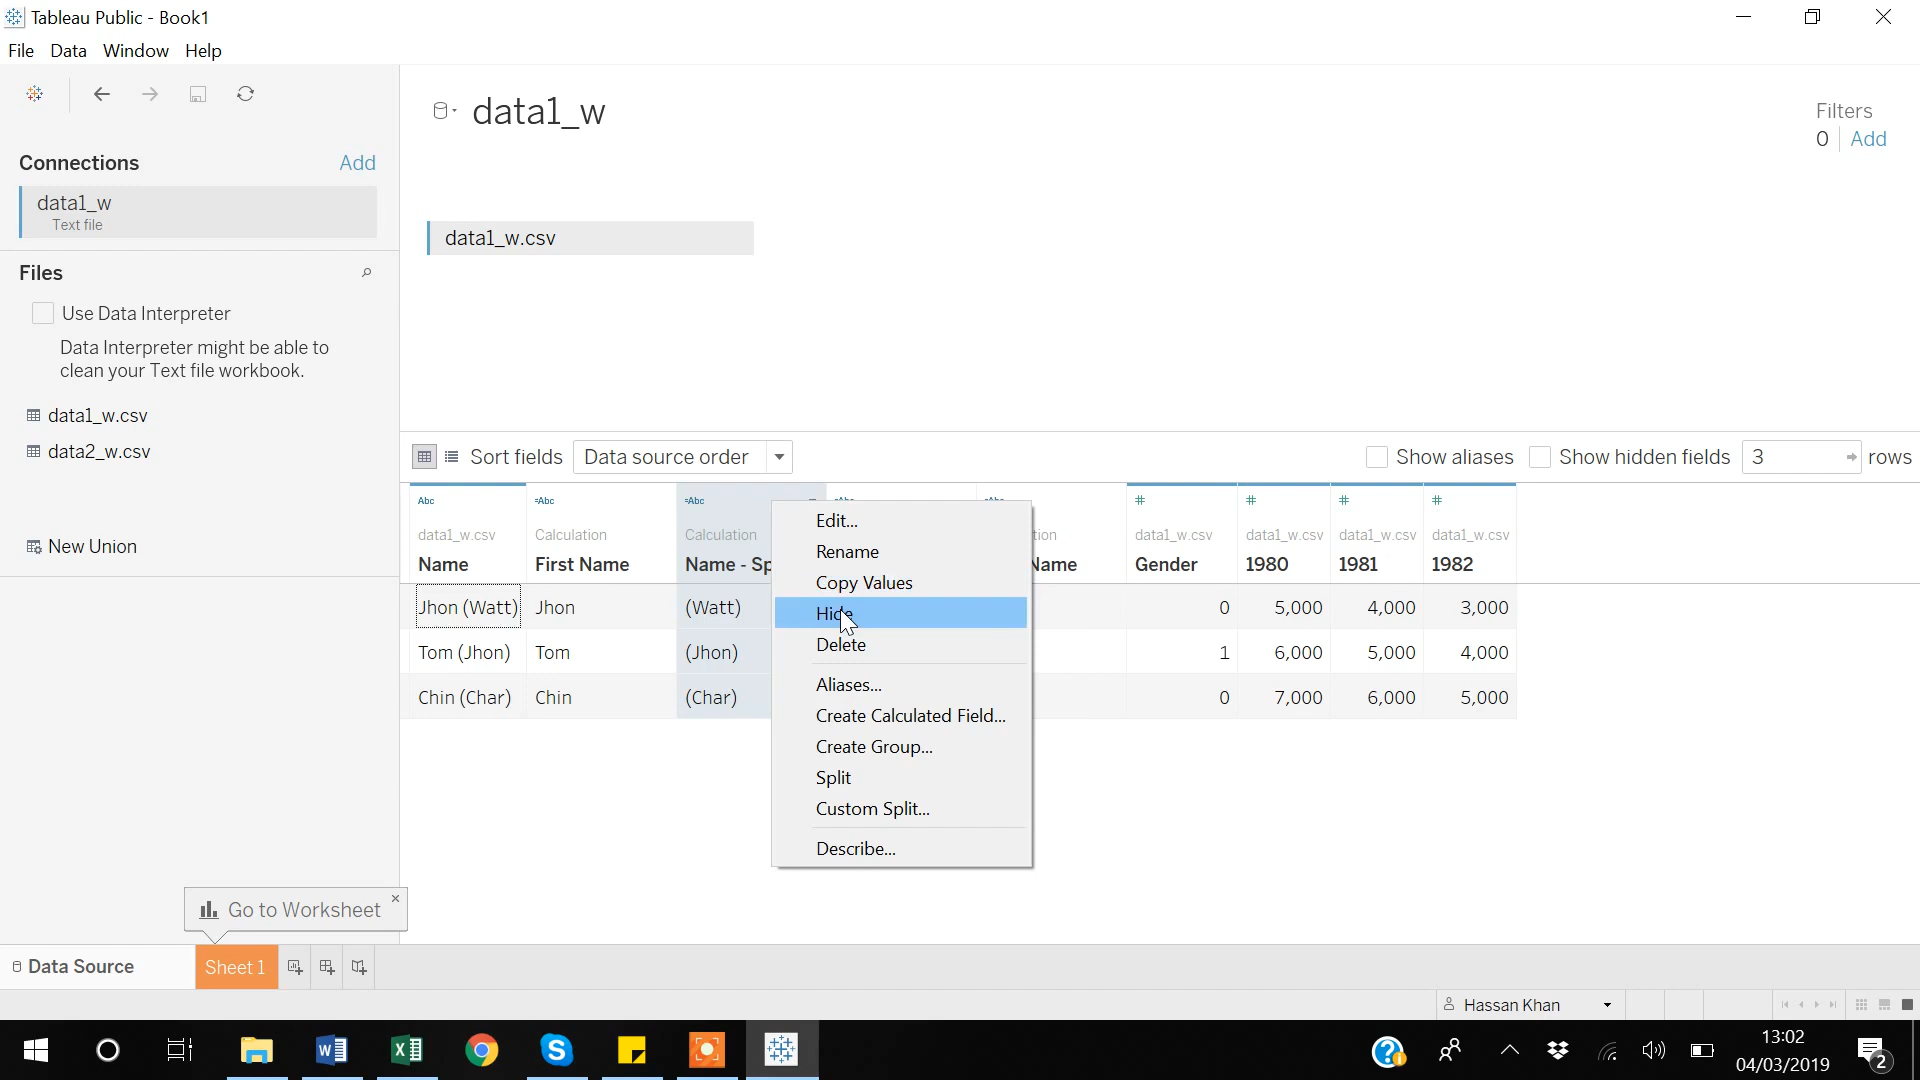 Tableau Public - Book1
File Data Window Help
data1_w
Filters
0 Add
Connections Add
data1_w
Text file
data1_w.csv
Files
Use Data Interpreter
Data Interpreter might be able to
clean your Text file workbook.
data1_w.csv
data2_w.csv
New Union
Sort fields Data source order Show aliases Show hidden fields 3 rows
Abc =Abc =Abc # # # #
data1_w.csv Calculation Calculation data1_w.csv data1_w.csv data1_w.csv data1_w.csv
Name First Name Name - Sp Name Gender 1980 1981 1982
Jhon (Watt) Jhon (Watt) 0 5,000 4,000 3,000
Tom (Jhon) Tom (Jhon) 1 6,000 5,000 4,000
Chin (Char) Chin (Char) 0 7,000 6,000 5,000
Edit...
Rename
Copy Values
Hide
Delete
Aliases...
Create Calculated Field...
Create Group...
Split
Custom Split...
Describe...
Go to Worksheet
Data Source Sheet 1
Hassan Khan
13:02
04/03/2019
2